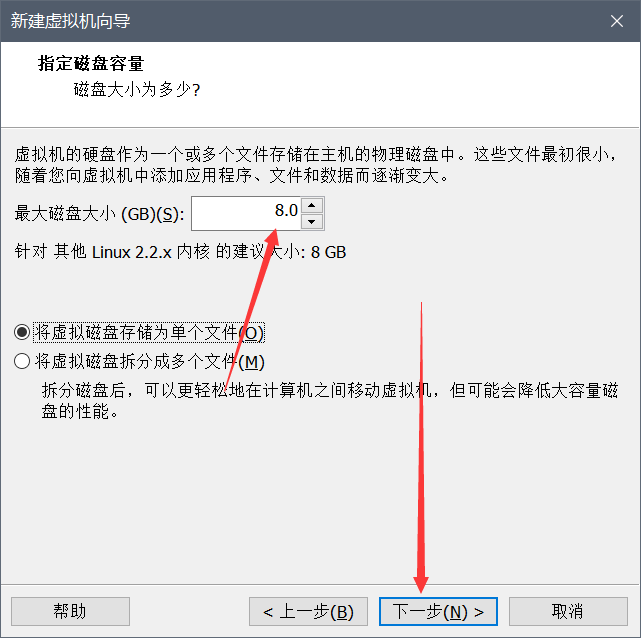 新建虚拟机向导
指定磁盘容量
磁盘大小为多少?
虚拟机的硬盘作为一个或多个文件存储在主机的物理磁盘中。这些文件最初很小，
随着您向虚拟机中添加应用程序、文件和数据而逐渐变大。
最大磁盘大小 (GB)(S): 8.0
针对 其他 Linux 2.2.x 内核 的建议大小: 8 GB
将虚拟磁盘存储为单个文件(O)
将虚拟磁盘拆分成多个文件(M)
拆分磁盘后，可以更轻松地在计算机之间移动虚拟机，但可能会降低大容量磁
盘的性能。
帮助 < 上一步(B) 下一步(N) > 取消